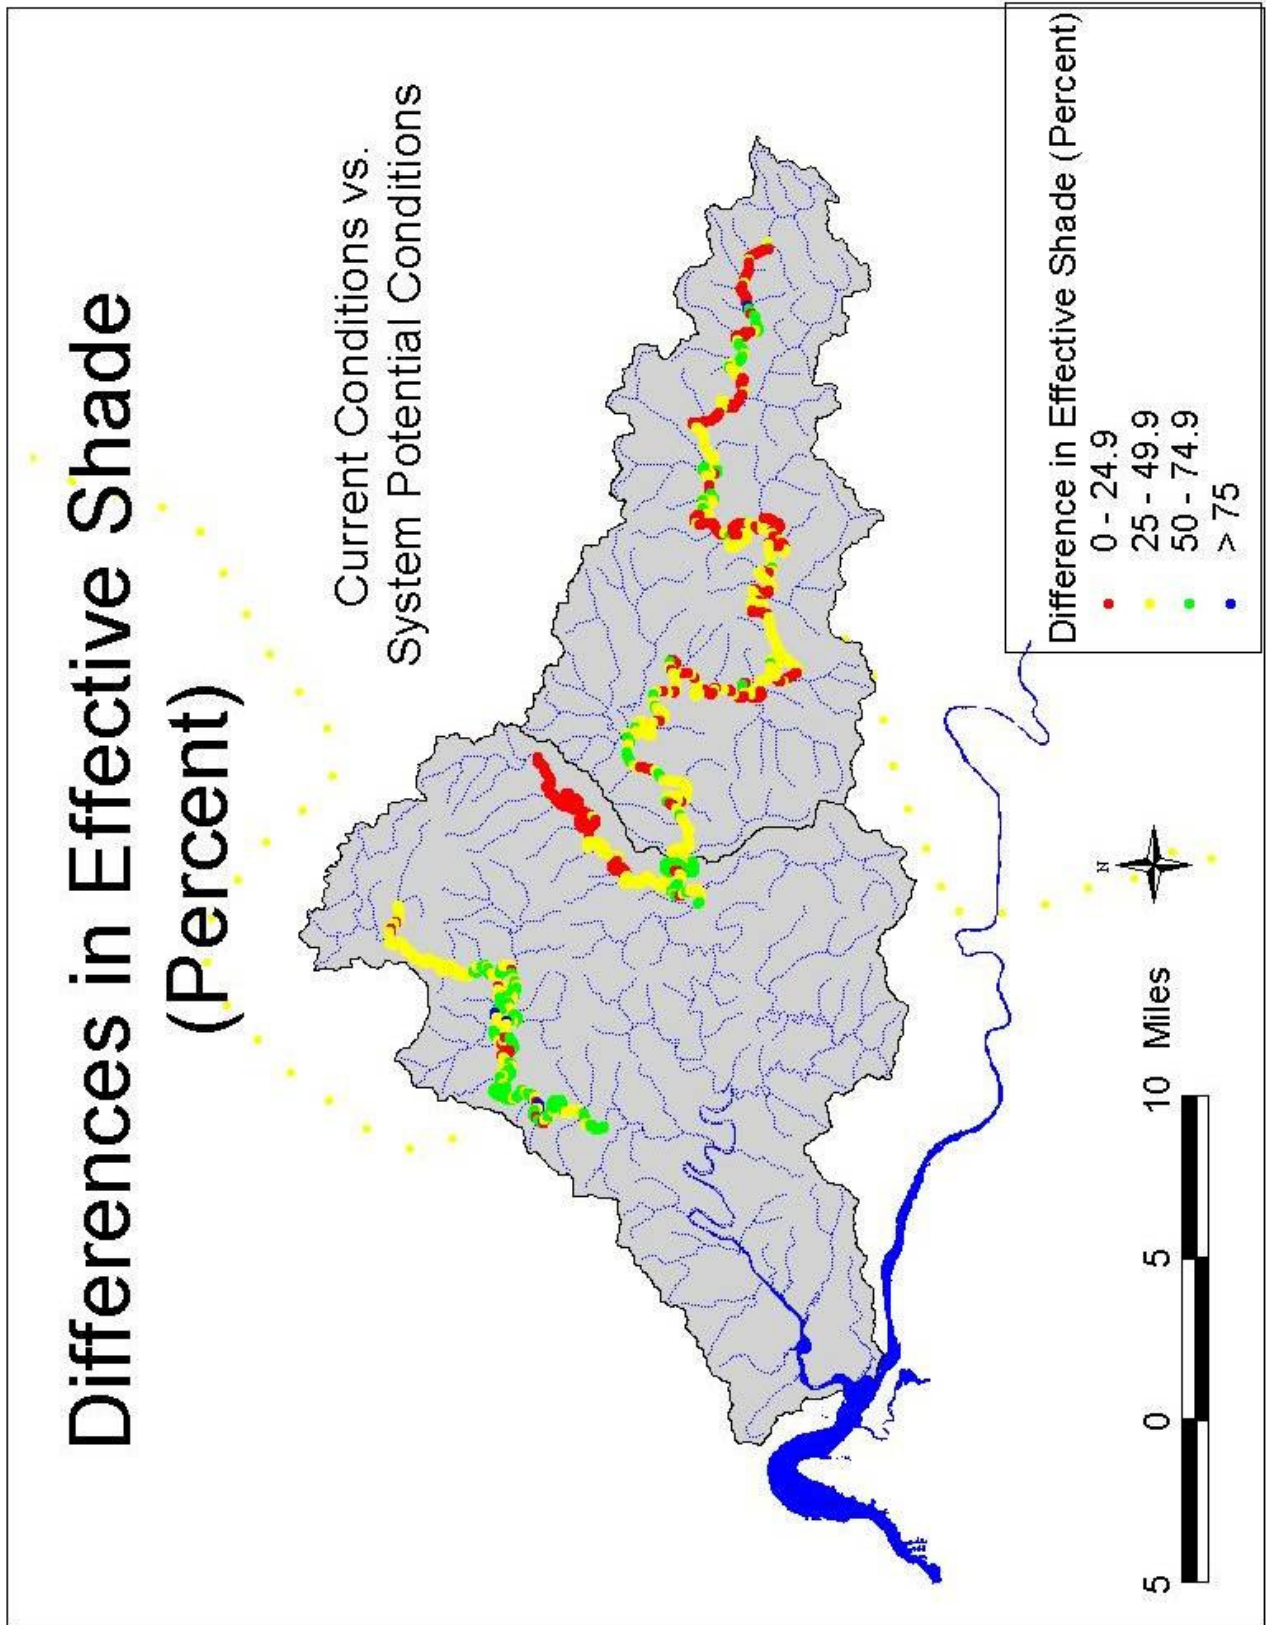 Differences in Effective Shade
(Percent)
Current Conditions vs.
System Potential Conditions
Difference in Effective Shade (Percent)
0 - 24.9
25 - 49.9
50 - 74.9
> 75
N
5 0 5 10 Miles